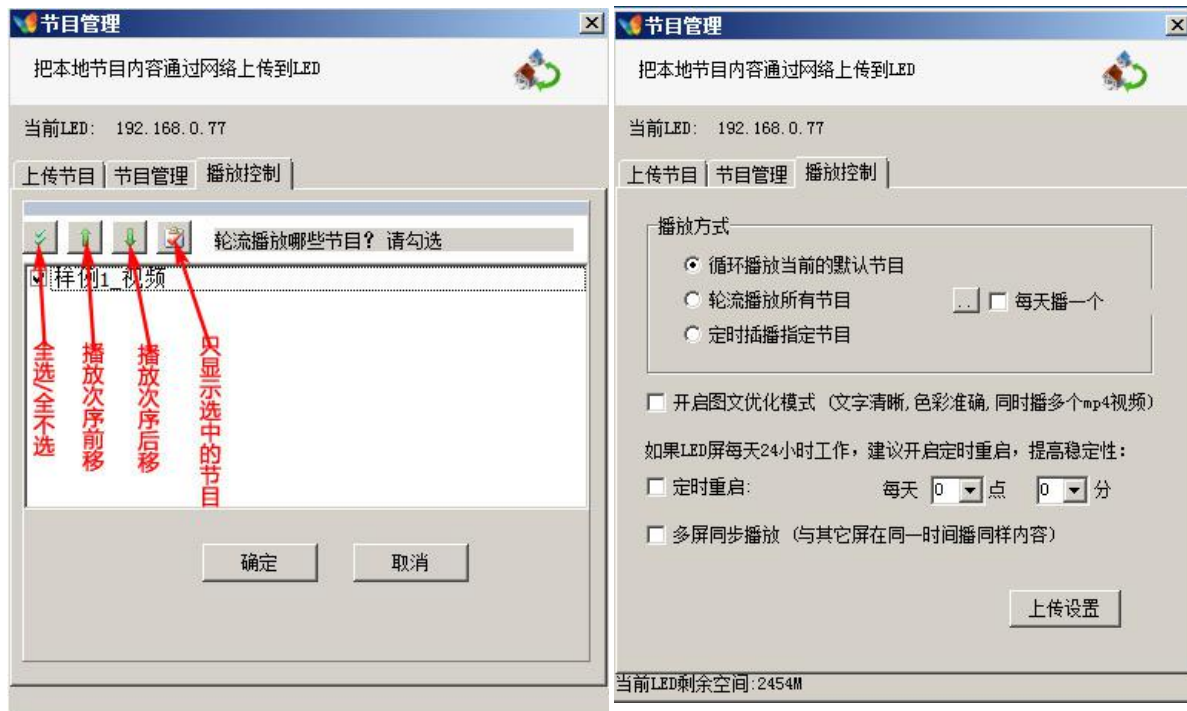 节目管理
把本地节目内容通过网络上传到LED
当前LED: 192.168.0.77
上传节目 节目管理 播放控制
轮流播放哪些节目? 请勾选
样例1_视频
全选/全不选
播放次序前移
播放次序后移
只显示选中的节目
确定 取消
节目管理
把本地节目内容通过网络上传到LED
当前LED: 192.168.0.77
上传节目 节目管理 播放控制
播放方式
循环播放当前的默认节目
轮流播放所有节目 .. 每天播一个
定时插播指定节目
开启图文优化模式 (文字清晰,色彩准确,同时播多个mp4视频)
如果LED屏每天24小时工作, 建议开启定时重启, 提高稳定性:
定时重启: 每天 0 点 0 分
多屏同步播放 (与其它屏在同一时间播同样内容)
上传设置
当前LED剩余空间:2454M